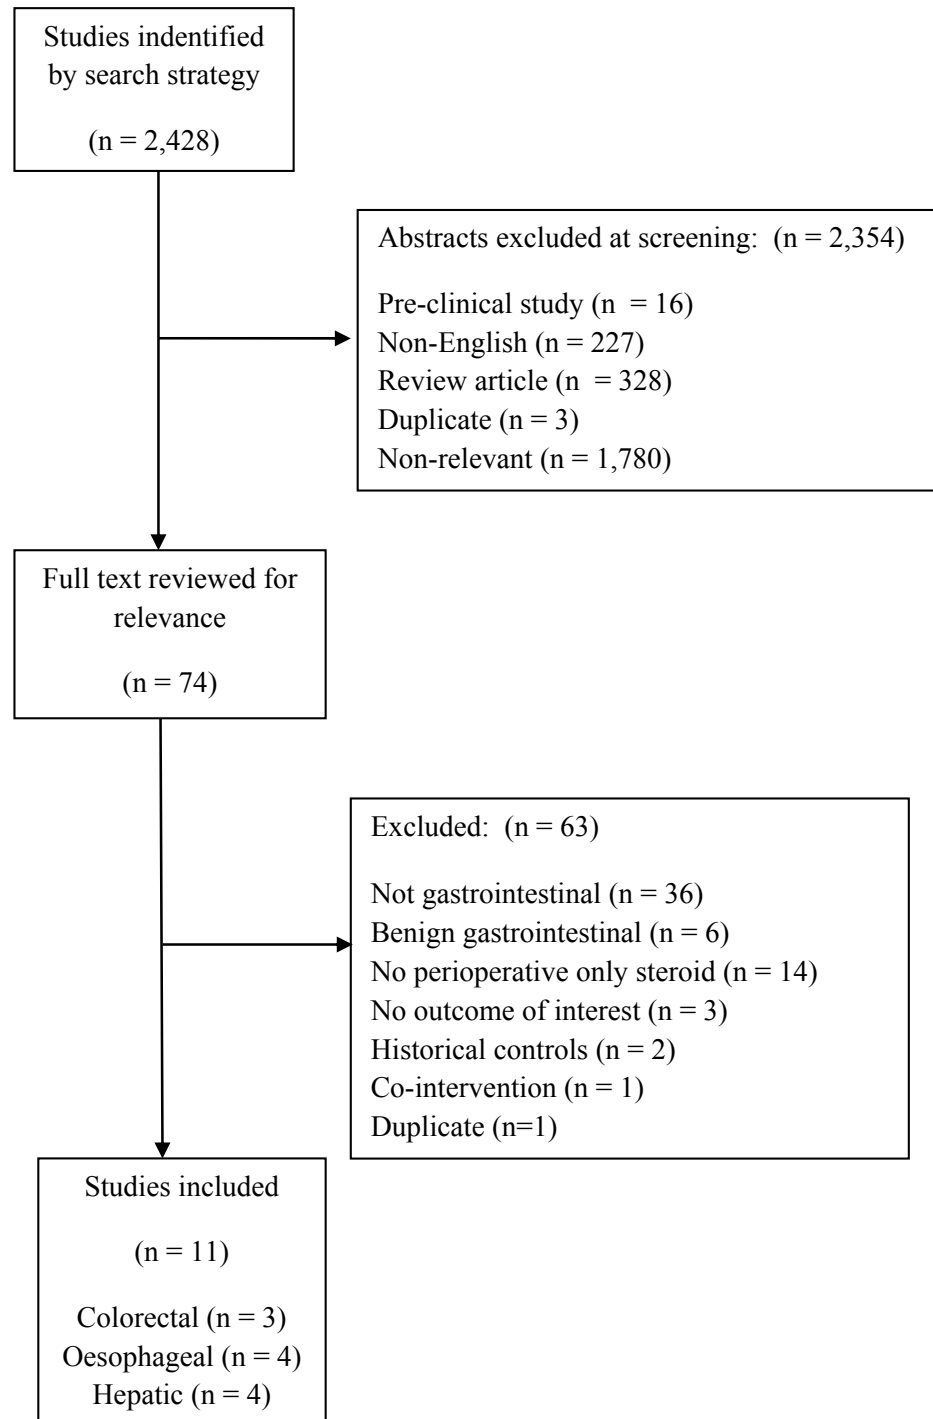 Studies indentified
by search strategy
(n = 2,428)
Abstracts excluded at screening:  (n = 2,354)
Pre-clinical study (n  = 16)
Non-English (n = 227)
Review article (n  = 328)
Duplicate (n = 3)
Non-relevant (n = 1,780)
Full text reviewed for
relevance
(n = 74)
Excluded:  (n = 63)
Not gastrointestinal (n = 36)
Benign gastrointestinal (n = 6)
No perioperative only steroid (n = 14)
No outcome of interest (n = 3)
Historical controls (n = 2)
Co-intervention (n = 1)
Duplicate (n=1)
Studies included
(n = 11)
Colorectal (n = 3)
Oesophageal (n = 4)
Hepatic (n = 4)